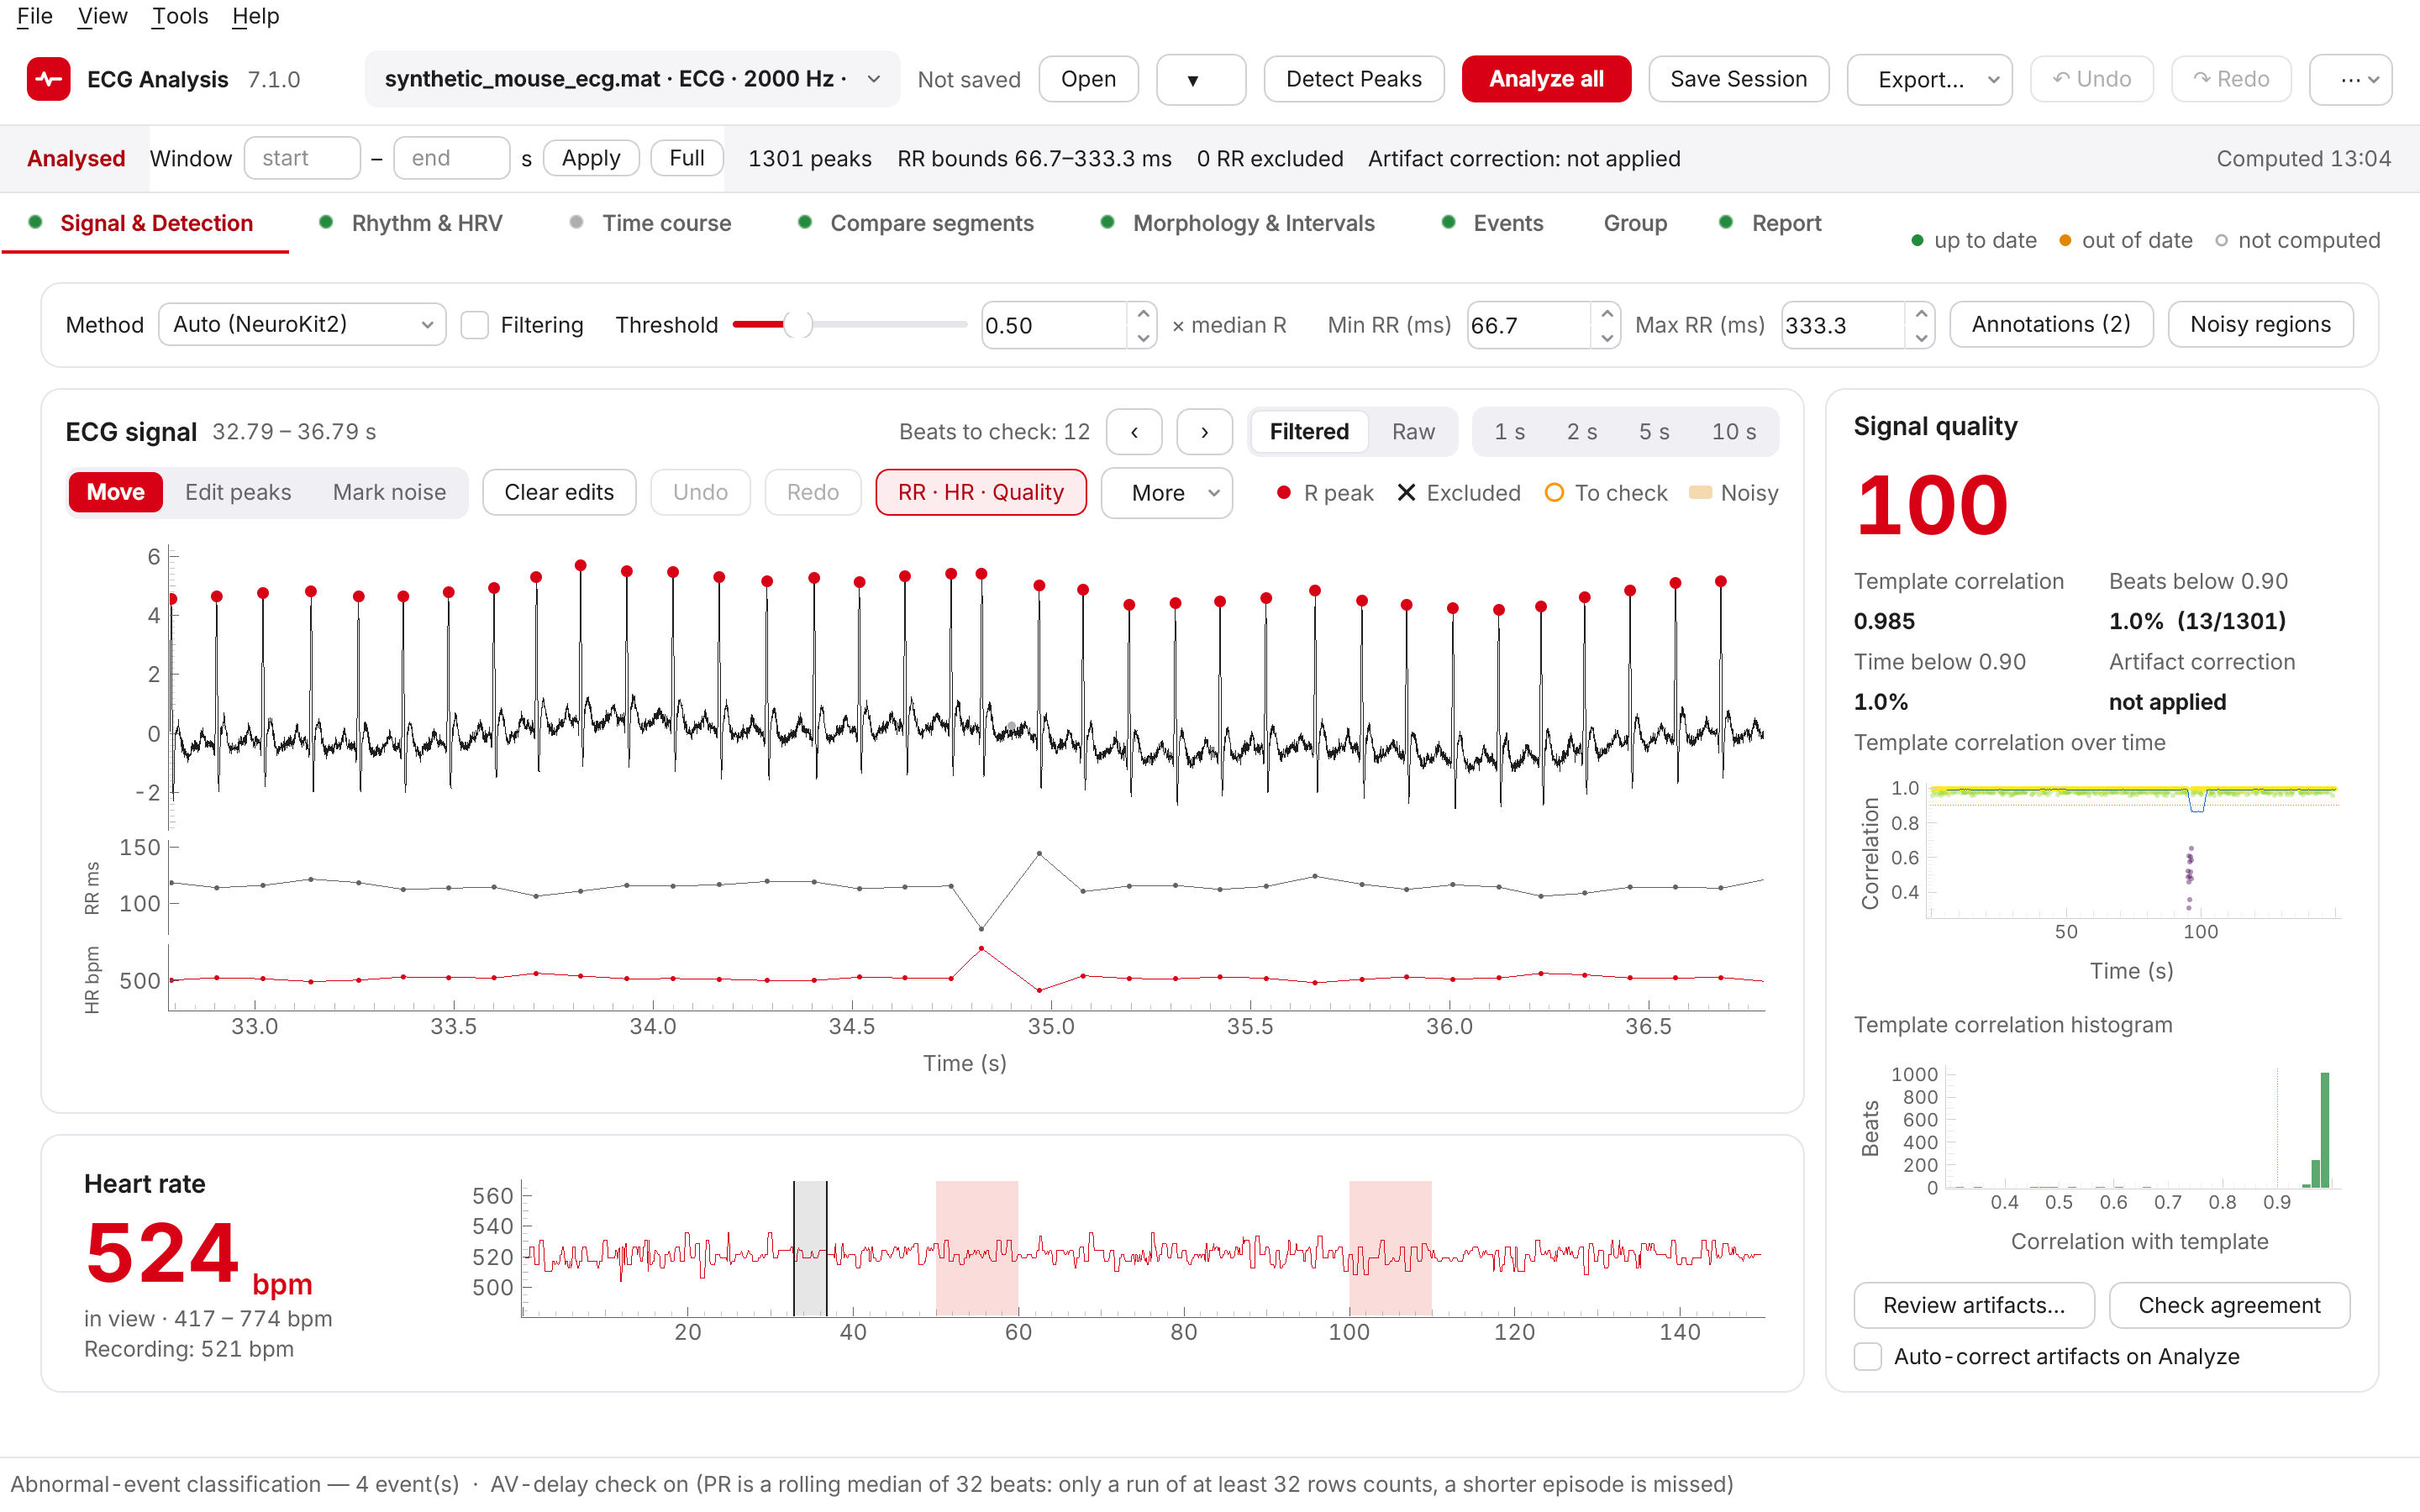 File View Tools Help
ECG Analysis 7.1.0 synthetic_mouse_ecg.mat · ECG · 2000 Hz · Not saved Open ▼ Detect Peaks Analyze all Save Session Export... ↶ Undo ↷ Redo ···
Analysed Window start – end s Apply Full 1301 peaks RR bounds 66.7–333.3 ms 0 RR excluded Artifact correction: not applied Computed 13:04
Signal & Detection Rhythm & HRV Time course Compare segments Morphology & Intervals Events Group Report
up to date out of date not computed
Method Auto (NeuroKit2) Filtering Threshold 0.50 × median R Min RR (ms) 66.7 Max RR (ms) 333.3 Annotations (2) Noisy regions
ECG signal 32.79 – 36.79 s Beats to check: 12 ‹ › Filtered Raw 1 s 2 s 5 s 10 s
Move Edit peaks Mark noise Clear edits Undo Redo RR · HR · Quality More R peak Excluded To check Noisy
6
4
2
0
-2
150
100
RR ms
500
HR bpm
33.0 33.5 34.0 34.5 35.0 35.5 36.0 36.5
Time (s)
Heart rate
524 bpm
in view · 417 – 774 bpm
Recording: 521 bpm
560
540
520
500
20 40 60 80 100 120 140
Signal quality
100
Template correlation Beats below 0.90
0.985 1.0% (13/1301)
Time below 0.90 Artifact correction
1.0% not applied
Template correlation over time
1.0
0.8
0.6
0.4
Correlation
50 100
Time (s)
Template correlation histogram
1000
800
600
400
200
0
Beats
0.4 0.5 0.6 0.7 0.8 0.9
Correlation with template
Review artifacts... Check agreement
Auto-correct artifacts on Analyze
Abnormal-event classification — 4 event(s) · AV-delay check on (PR is a rolling median of 32 beats: only a run of at least 32 rows counts, a shorter episode is missed)